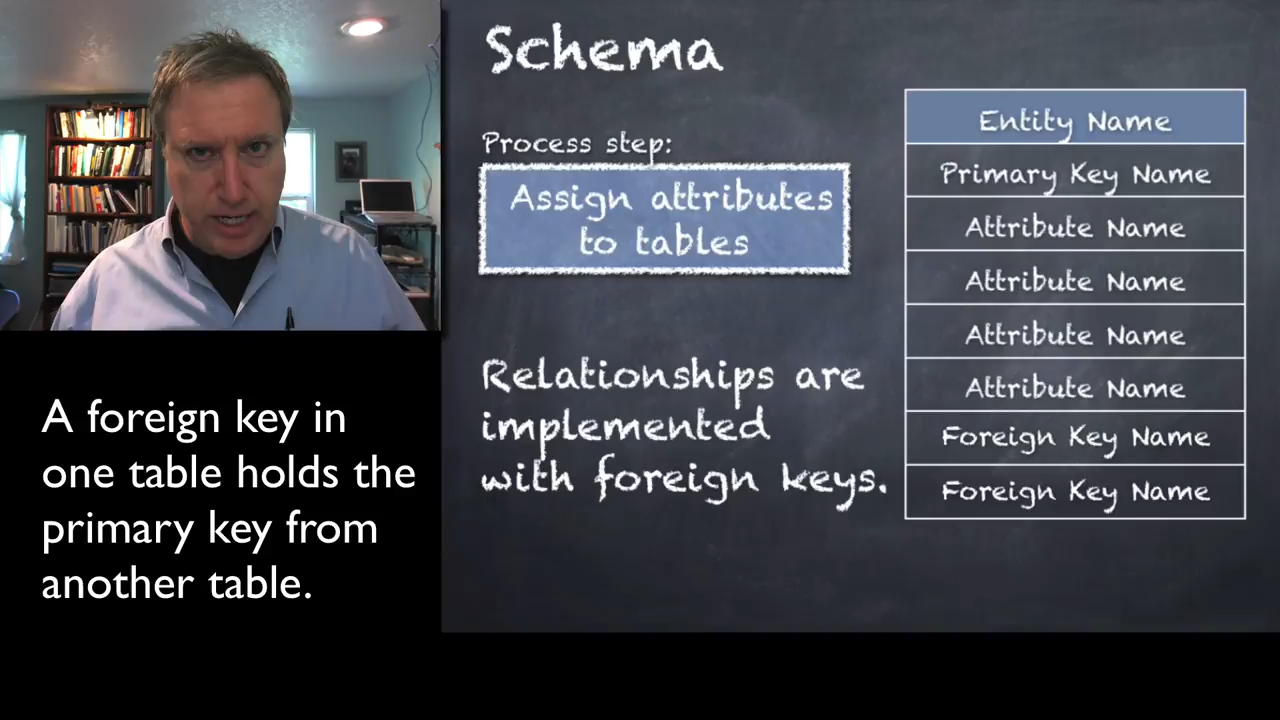 Schema
Process step:
Assign attributes
to tables
Relationships are
implemented
with foreign keys.
Entity Name
Primary Key Name
Attribute Name
Attribute Name
Attribute Name
Attribute Name
Foreign Key Name
Foreign Key Name
A foreign key in
one table holds the
primary key from
another table.